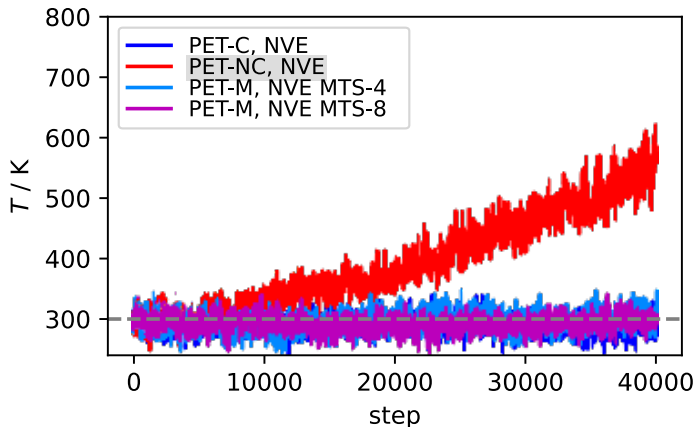 800
700
600
500
400
300
T / K
PET-C, NVE
PET-NC, NVE
PET-M, NVE MTS-4
PET-M, NVE MTS-8
0
10000
20000
30000
40000
step